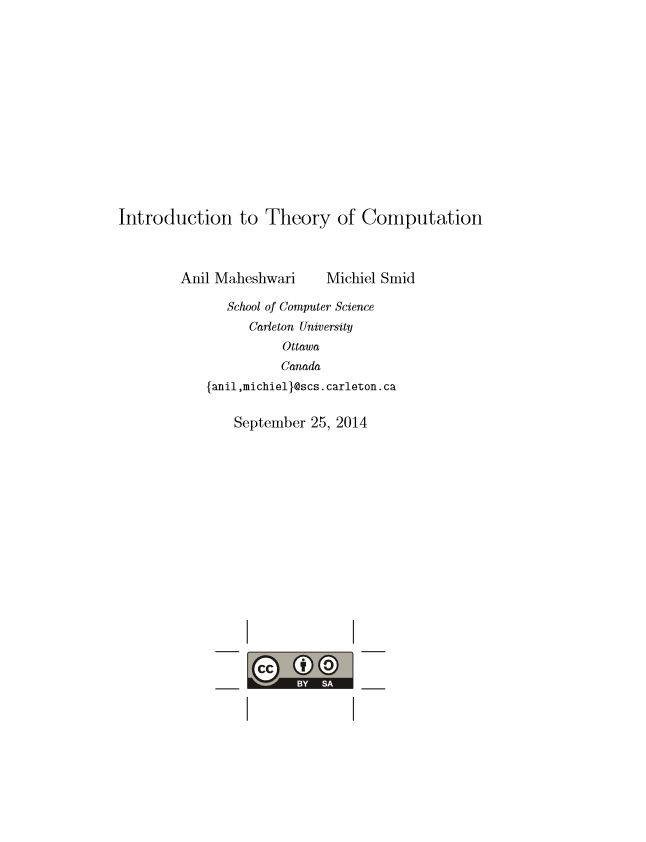 Introduction to Theory of Computation
Anil Maheshwari Michiel Smid
School of Computer Science
Carleton University
Ottawa
Canada
{anil,michiel}@scs.carleton.ca
September 25, 2014
cc
BY SA